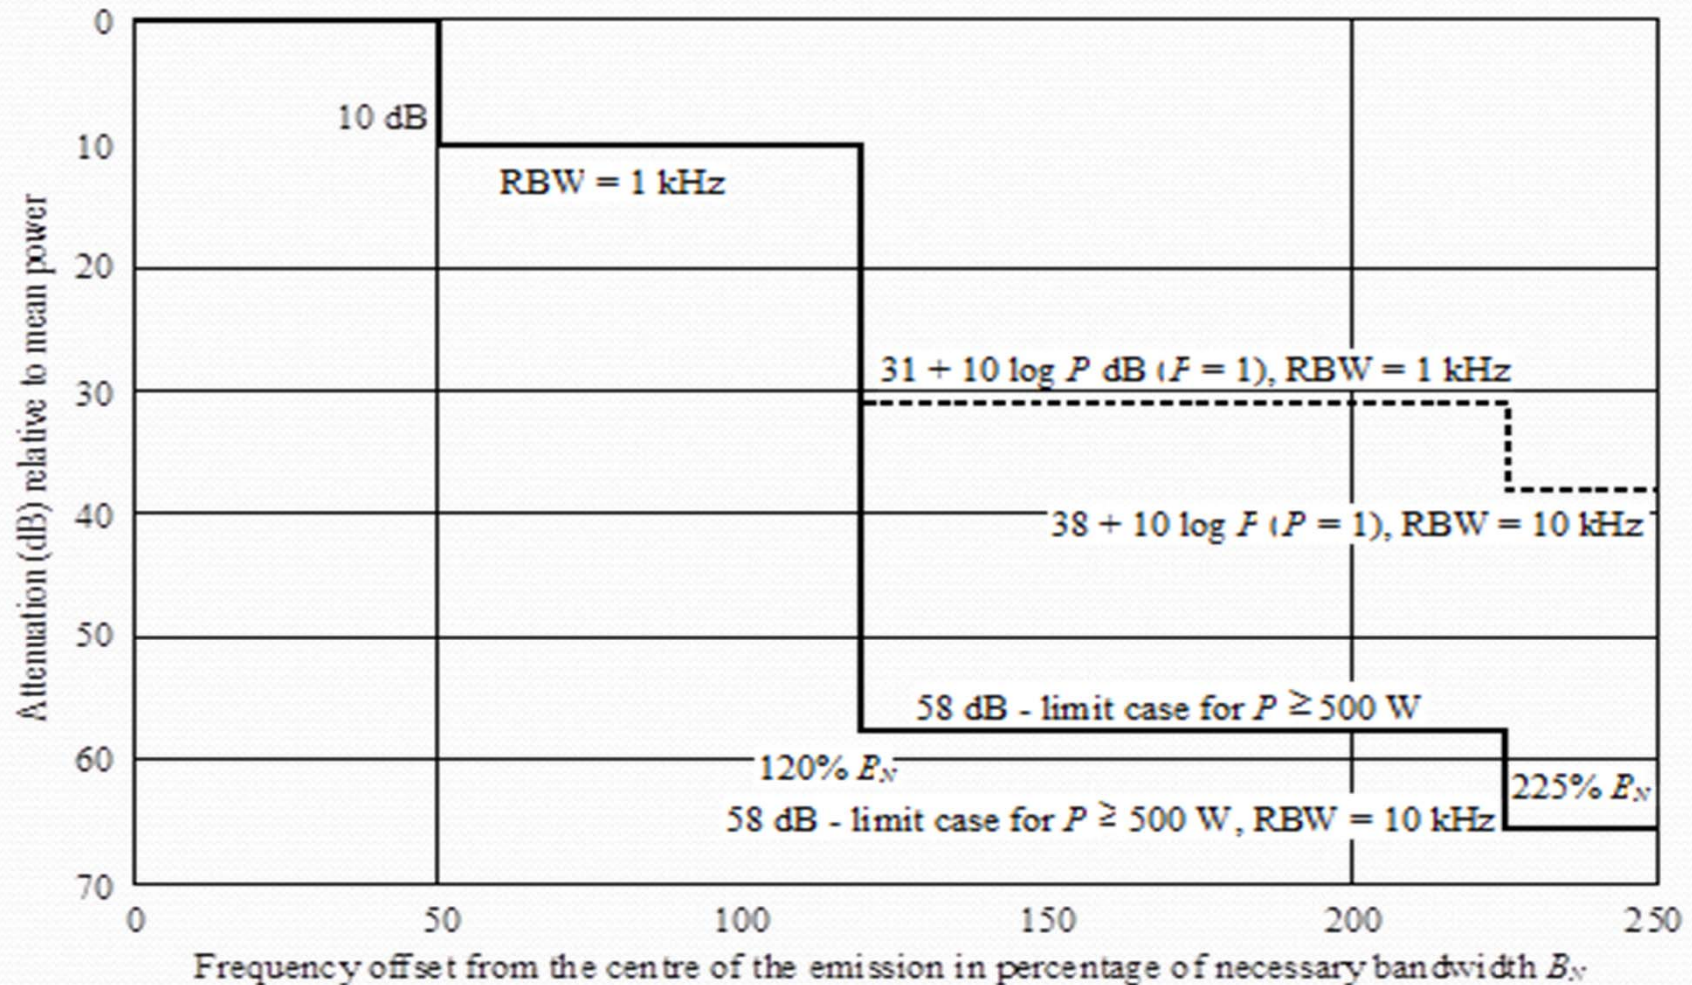 0
10 dB
10
RBW = 1 kHz
20
31 + 10 log P dB (P = 1), RBW = 1 kHz
30
40
38 + 10 log P (P = 1), RBW = 10 kHz
50
58 dB - limit case for P ≥ 500 W
60
120% BN
225% BN
58 dB - limit case for P ≥ 500 W, RBW = 10 kHz
70
0 50 100 150 200 250
Frequency offset from the centre of the emission in percentage of necessary bandwidth BN
Attenuation (dB) relative to mean power